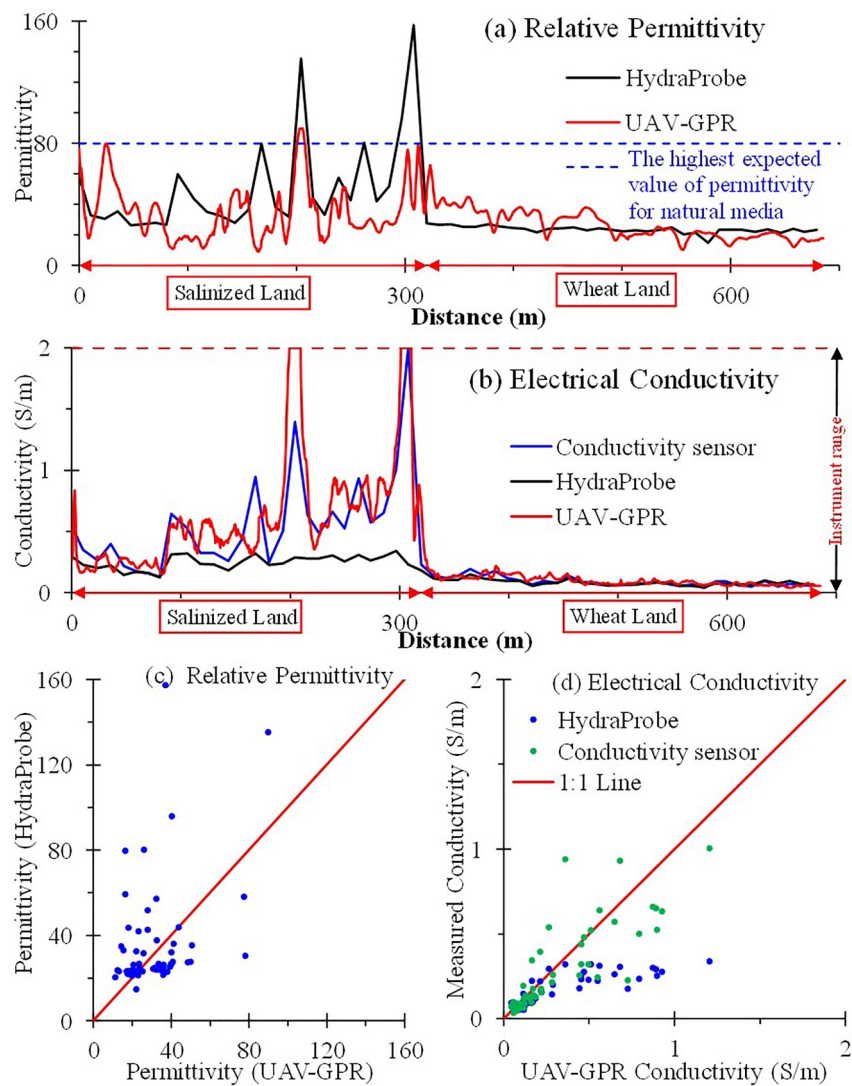 160
(a) Relative Permittivity
HydraProbe
UAV-GPR
80
The highest expected
value of permittivity
for natural media
Permittivity
0
0
300
600
Salinized Land
Wheat Land
Distance (m)
2
(b) Electrical Conductivity
Conductivity sensor
HydraProbe
UAV-GPR
1
Conductivity (S/m)
Instrument range
0
0
300
600
Salinized Land
Wheat Land
Distance (m)
(c) Relative Permittivity
160
120
80
40
0
Permittivity (HydraProbe)
0
40
80
120
160
Permittivity (UAV-GPR)
(d) Electrical Conductivity
HydraProbe
Conductivity sensor
1:1 Line
2
1
0
Measured Conductivity (S/m)
0
1
2
UAV-GPR Conductivity (S/m)